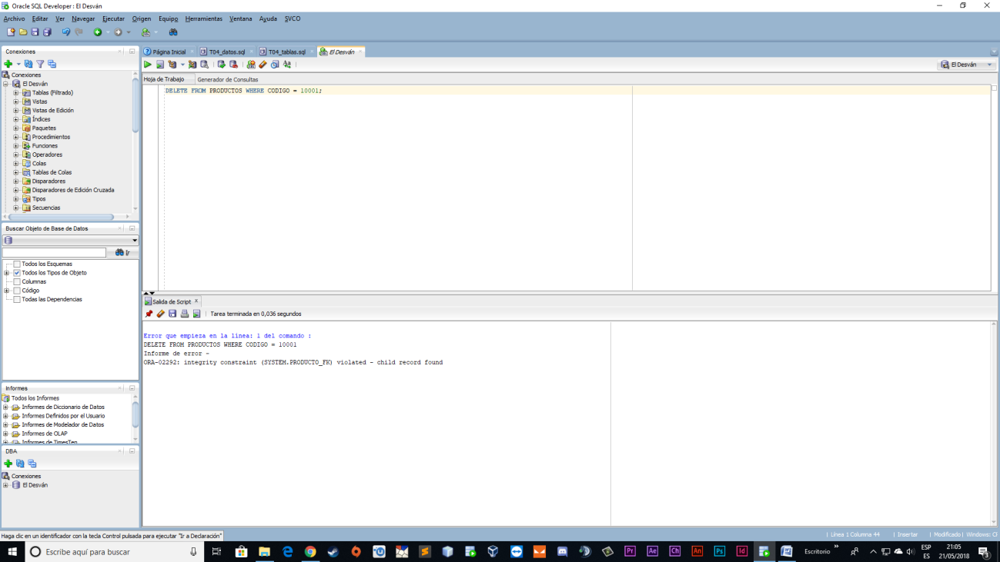 Oracle SQL Developer : El Desván
Archivo Editar Ver Navegar Ejecutar Origen Equipo Herramientas Ventana Ayuda SVCO
Conexiones
Conexiones
El Desván
Tablas (Filtrado)
Vistas
Vistas de Edición
Índices
Paquetes
Procedimientos
Funciones
Operadores
Colas
Tablas de Colas
Disparadores
Disparadores de Edición Cruzada
Tipos
Secuencias
Buscar Objeto de Base de Datos
Ir
Todos los Esquemas
Todos los Tipos de Objeto
Columnas
Código
Todas las Dependencias
Informes
Todos los Informes
Informes de Diccionario de Datos
Informes Definidos por el Usuario
Informes de Modelador de Datos
Informes de OLAP
Informes de TimesTen
DBA
Conexiones
El Desván
Página Inicial T04_datos.sql T04_tablas.sql El Desván
El Desván
Hoja de Trabajo Generador de Consultas
DELETE FROM PRODUCTOS WHERE CODIGO = 10001;
Salida de Script
Tarea terminada en 0,036 segundos
Error que empieza en la línea: 1 del comando :
DELETE FROM PRODUCTOS WHERE CODIGO = 10001
Informe de error -
ORA-02292: integrity constraint (SYSTEM.PRODUCTO_FK) violated - child record found
Haga clic en un identificador con la tecla Control pulsada para ejecutar "Ir a Declaración"
Línea 1 Columna 44 | Insertar | Modificado | Windows: C
Escribe aquí para buscar
Pr Ae Ch An Ps Id
Escritorio
ESP
ES
21:05
21/05/2018
3